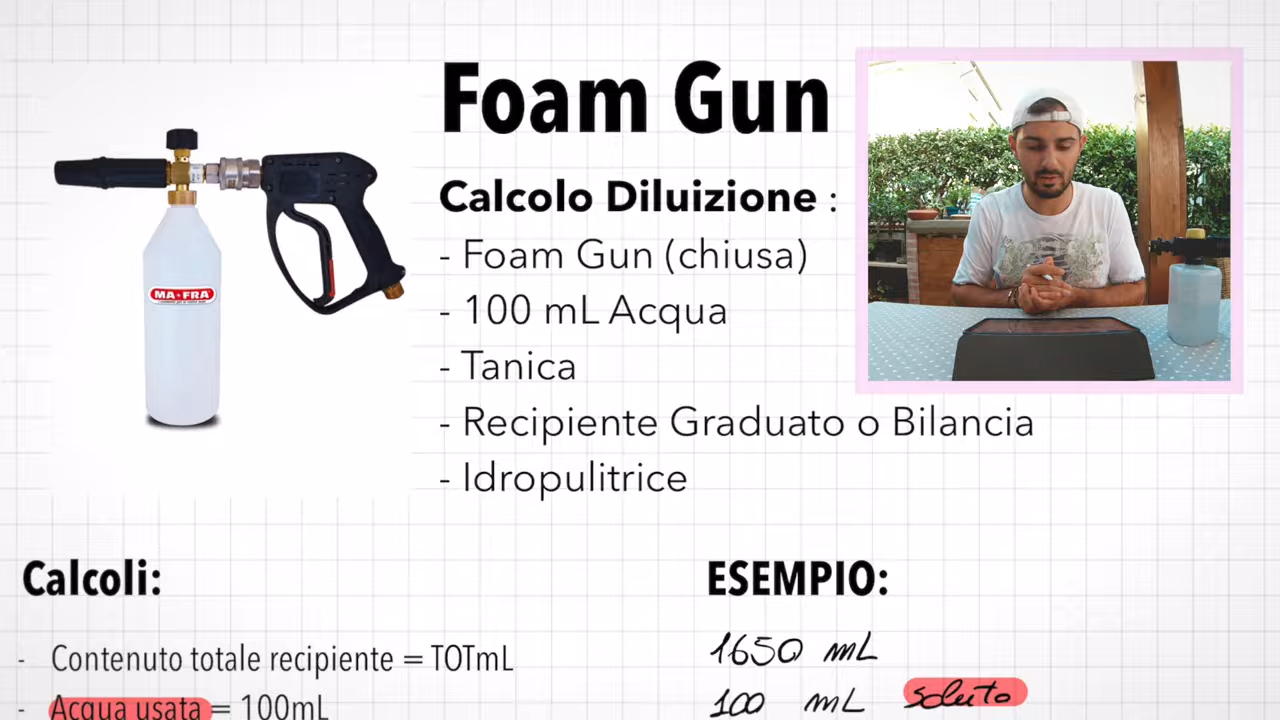 Foam Gun
Calcolo Diluizione :
- Foam Gun (chiusa)
- 100 mL Acqua
- Tanica
- Recipiente Graduato o Bilancia
- Idropulitrice
MA•FRA
Calcoli:
- Contenuto totale recipiente = TOTmL
- Acqua usata = 100mL
ESEMPIO:
1650 mL
100 mL soluto